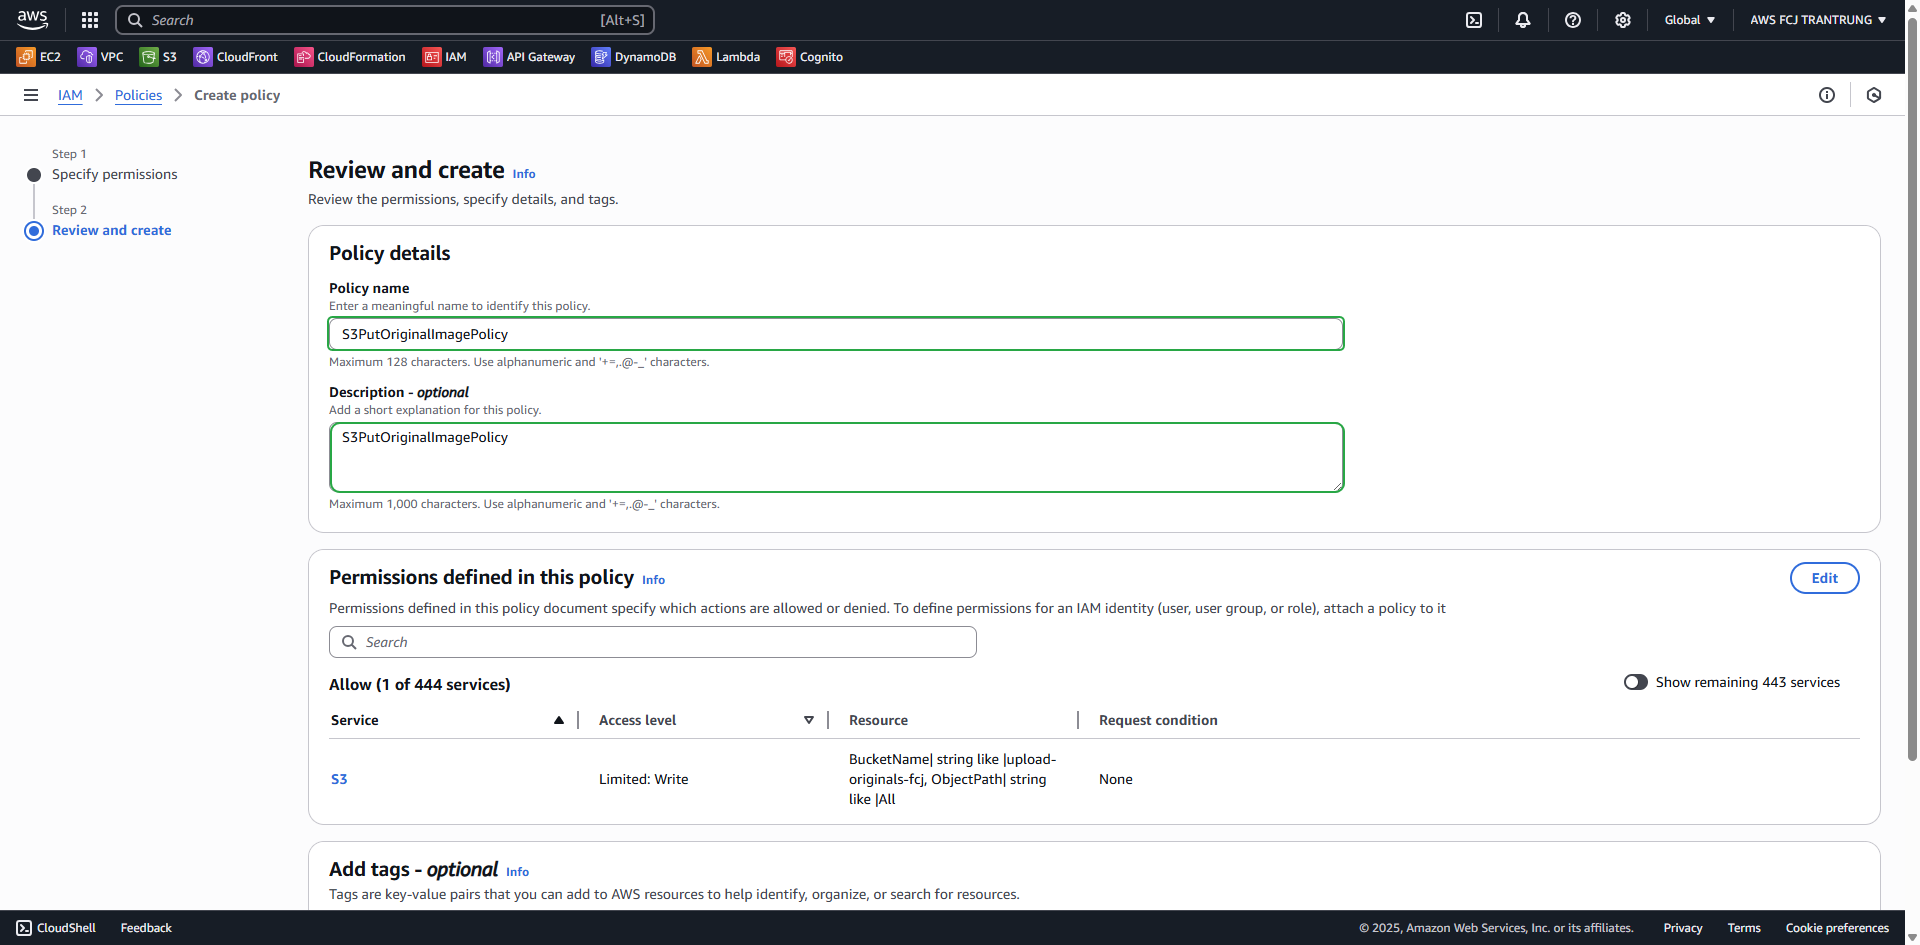 aws
Search
[Alt+S]
Global
AWS FCJ TRANTRUNG
EC2
VPC
S3
CloudFront
CloudFormation
IAM
API Gateway
DynamoDB
Lambda
Cognito
IAM
Policies
Create policy
Step 1
Specify permissions
Step 2
Review and create
Review and create Info
Review the permissions, specify details, and tags.
Policy details
Policy name
Enter a meaningful name to identify this policy.
S3PutOriginalImagePolicy
Maximum 128 characters. Use alphanumeric and '+=,.@-_' characters.
Description - optional
Add a short explanation for this policy.
S3PutOriginalImagePolicy
Maximum 1,000 characters. Use alphanumeric and '+=,.@-_' characters.
Permissions defined in this policy Info
Edit
Permissions defined in this policy document specify which actions are allowed or denied. To define permissions for an IAM identity (user, user group, or role), attach a policy to it
Search
Allow (1 of 444 services)
Show remaining 443 services
Service
Access level
Resource
Request condition
S3
Limited: Write
BucketName| string like |upload-
originals-fcj, ObjectPath| string
like |All
None
Add tags - optional Info
Tags are key-value pairs that you can add to AWS resources to help identify, organize, or search for resources.
CloudShell
Feedback
© 2025, Amazon Web Services, Inc. or its affiliates.
Privacy
Terms
Cookie preferences